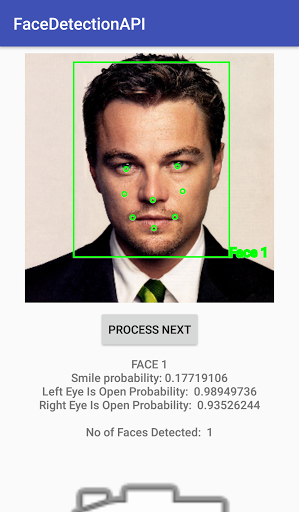 FaceDetectionAPI
Face 1
PROCESS NEXT
FACE 1
Smile probability: 0.17719106
Left Eye Is Open Probability:  0.98949736
Right Eye Is Open Probability:  0.93526244
No of Faces Detected:  1